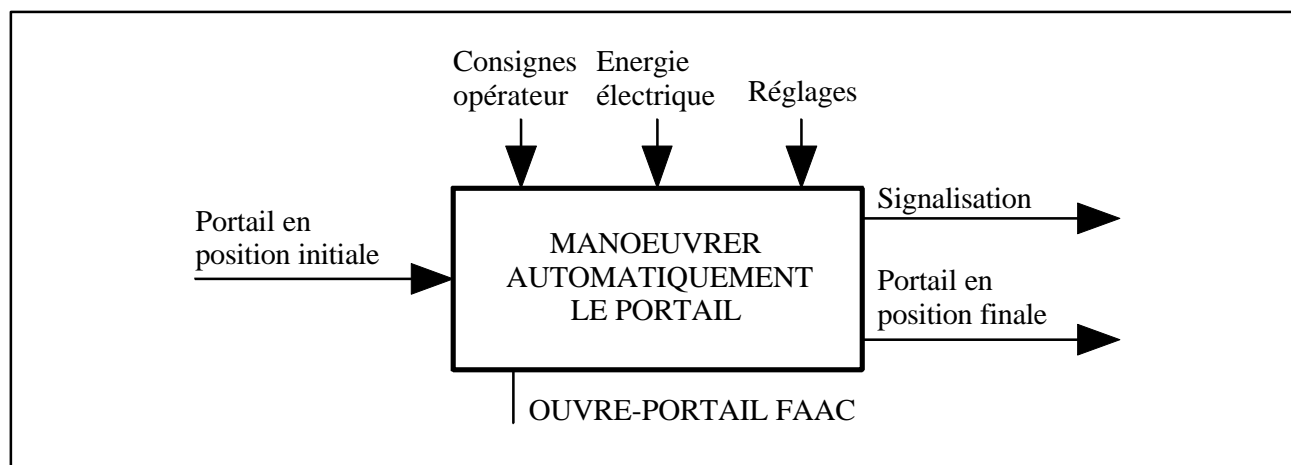 Consignes
opérateur
Energie
électrique
Réglages
Portail en
position initiale
MANOEUVRER
AUTOMATIQUEMENT
LE PORTAIL
Signalisation
Portail en
position finale
OUVRE-PORTAIL FAAC